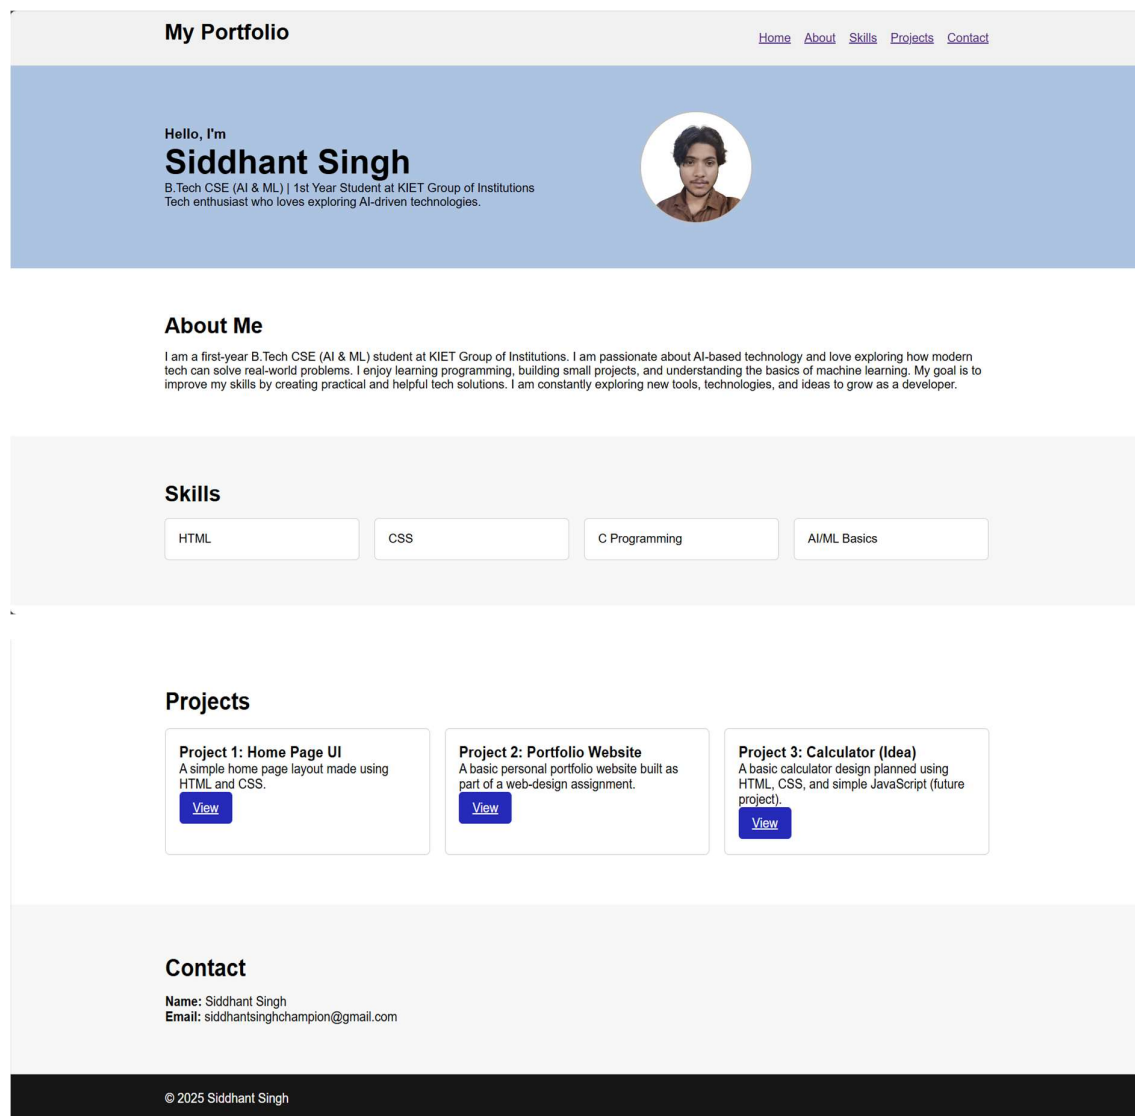 My Portfolio
Home About Skills Projects Contact
Hello, I'm
Siddhant Singh
B.Tech CSE (AI & ML) | 1st Year Student at KIET Group of Institutions
Tech enthusiast who loves exploring AI-driven technologies.
About Me
I am a first-year B.Tech CSE (AI & ML) student at KIET Group of Institutions. I am passionate about AI-based technology and love exploring how modern
tech can solve real-world problems. I enjoy learning programming, building small projects, and understanding the basics of machine learning. My goal is to
improve my skills by creating practical and helpful tech solutions. I am constantly exploring new tools, technologies, and ideas to grow as a developer.
Skills
HTML
CSS
C Programming
AI/ML Basics
Projects
Project 1: Home Page UI
A simple home page layout made using
HTML and CSS.
View
Project 2: Portfolio Website
A basic personal portfolio website built as
part of a web-design assignment.
View
Project 3: Calculator (Idea)
A basic calculator design planned using
HTML, CSS, and simple JavaScript (future
project).
View
Contact
Name: Siddhant Singh
Email: siddhantsinghchampion@gmail.com
© 2025 Siddhant Singh